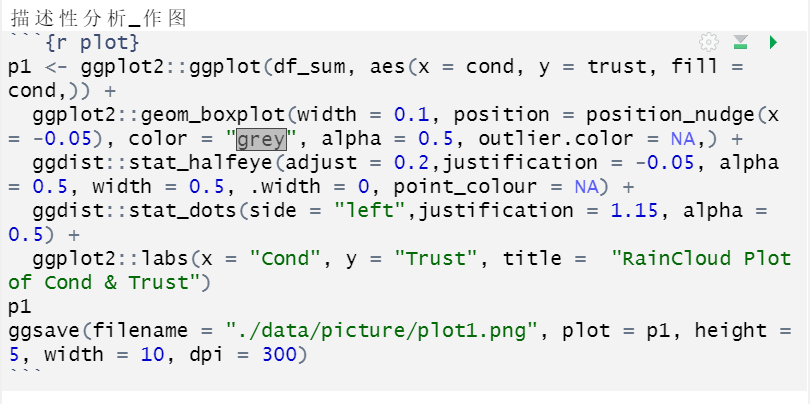 描述性分析_作图
```{r plot}
p1 <- ggplot2::ggplot(df_sum, aes(x = cond, y = trust, fill =
cond,)) +
  ggplot2::geom_boxplot(width = 0.1, position = position_nudge(x
= -0.05), color = "grey", alpha = 0.5, outlier.color = NA,) +
  ggdist::stat_halfeye(adjust = 0.2,justification = -0.05, alpha
= 0.5, width = 0.5, .width = 0, point_colour = NA) +
  ggdist::stat_dots(side = "left",justification = 1.15, alpha =
0.5) +
  ggplot2::labs(x = "Cond", y = "Trust", title =  "RainCloud Plot
of Cond & Trust")
p1
ggsave(filename = "./data/picture/plot1.png", plot = p1, height =
5, width = 10, dpi = 300)
```